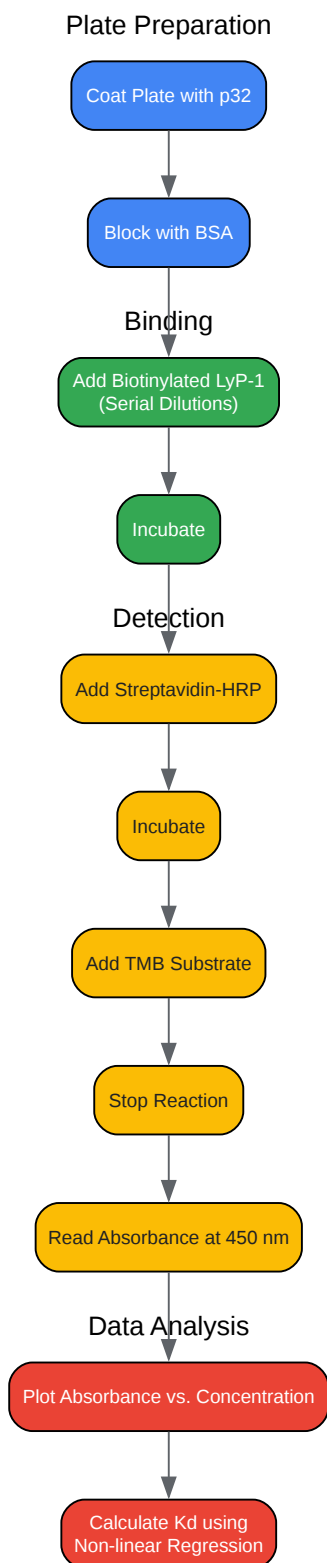 Plate Preparation
Coat Plate with p32
Block with BSA
Binding
Add Biotinylated LyP-1
(Serial Dilutions)
Incubate
Detection
Add Streptavidin-HRP
Incubate
Add TMB Substrate
Stop Reaction
Read Absorbance at 450 nm
Data Analysis
Plot Absorbance vs. Concentration
Calculate Kd using
Non-linear Regression